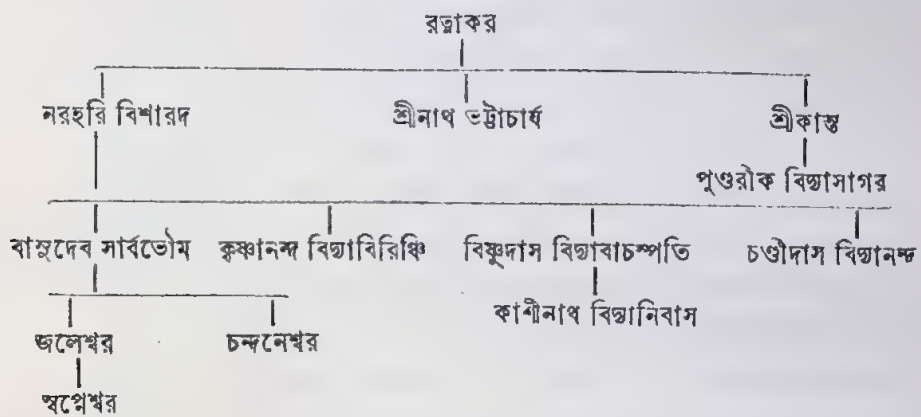 রত্নাকর
নরহরি বিশারদ শ্রীনাথ ভট্টাচার্য শ্রীকান্ত
পুণ্ডরীক বিদ্যাসাগর
বাসুদেব সার্বভৌম কৃষ্ণানন্দ বিদ্যাবিরিঞ্চি বিষ্ণুদাস বিদ্যাবাচস্পতি চণ্ডীদাস বিদ্যানন্দ
কাশীনাথ বিদ্যানিবাস
জলেশ্বর চন্দনেশ্বর
স্বপ্নেশ্বর